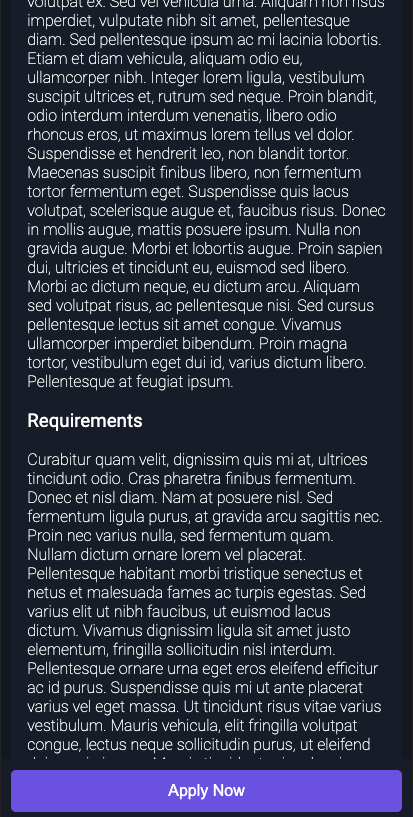 volutpat ex. Sed vel vehicula urna. Aliquam non risus
imperdiet, vulputate nibh sit amet, pellentesque
diam. Sed pellentesque ipsum ac mi lacinia lobortis.
Etiam et diam vehicula, aliquam odio eu,
ullamcorper nibh. Integer lorem ligula, vestibulum
suscipit ultrices et, rutrum sed neque. Proin blandit,
odio interdum interdum venenatis, libero odio
rhoncus eros, ut maximus lorem tellus vel dolor.
Suspendisse et hendrerit leo, non blandit tortor.
Maecenas suscipit finibus libero, non fermentum
tortor fermentum eget. Suspendisse quis lacus
volutpat, scelerisque augue et, faucibus risus. Donec
in mollis augue, mattis posuere ipsum. Nulla non
gravida augue. Morbi et lobortis augue. Proin sapien
dui, ultricies et tincidunt eu, euismod sed libero.
Morbi ac dictum neque, eu dictum arcu. Aliquam
sed volutpat risus, ac pellentesque nisi. Sed cursus
pellentesque lectus sit amet congue. Vivamus
ullamcorper imperdiet bibendum. Proin magna
tortor, vestibulum eget dui id, varius dictum libero.
Pellentesque at feugiat ipsum.
Requirements
Curabitur quam velit, dignissim quis mi at, ultrices
tincidunt odio. Cras pharetra finibus fermentum.
Donec et nisl diam. Nam at posuere nisl. Sed
fermentum ligula purus, at gravida arcu sagittis nec.
Proin nec varius nulla, sed fermentum quam.
Nullam dictum ornare lorem vel placerat.
Pellentesque habitant morbi tristique senectus et
netus et malesuada fames ac turpis egestas. Sed
varius elit ut nibh faucibus, ut euismod lacus
dictum. Vivamus dignissim ligula sit amet justo
elementum, fringilla sollicitudin nisl interdum.
Pellentesque ornare urna eget eros eleifend efficitur
ac id purus. Suspendisse quis mi ut ante placerat
varius vel eget massa. Ut tincidunt risus vitae varius
vestibulum. Mauris vehicula, elit fringilla volutpat
congue, lectus neque sollicitudin purus, ut eleifend
Apply Now